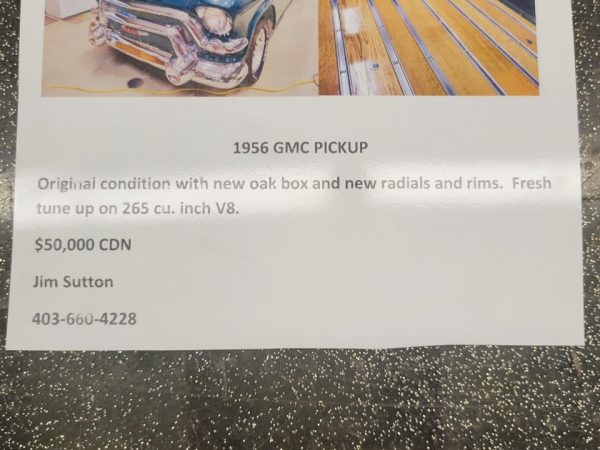 1956 GMC PICKUP
Original condition with new oak box and new radials and rims. Fresh
tune up on 265 cu. inch V8.
$50,000 CDN
Jim Sutton
403-660-4228